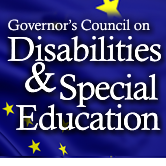 Governor's Council on
Disabilities
& Special
Education